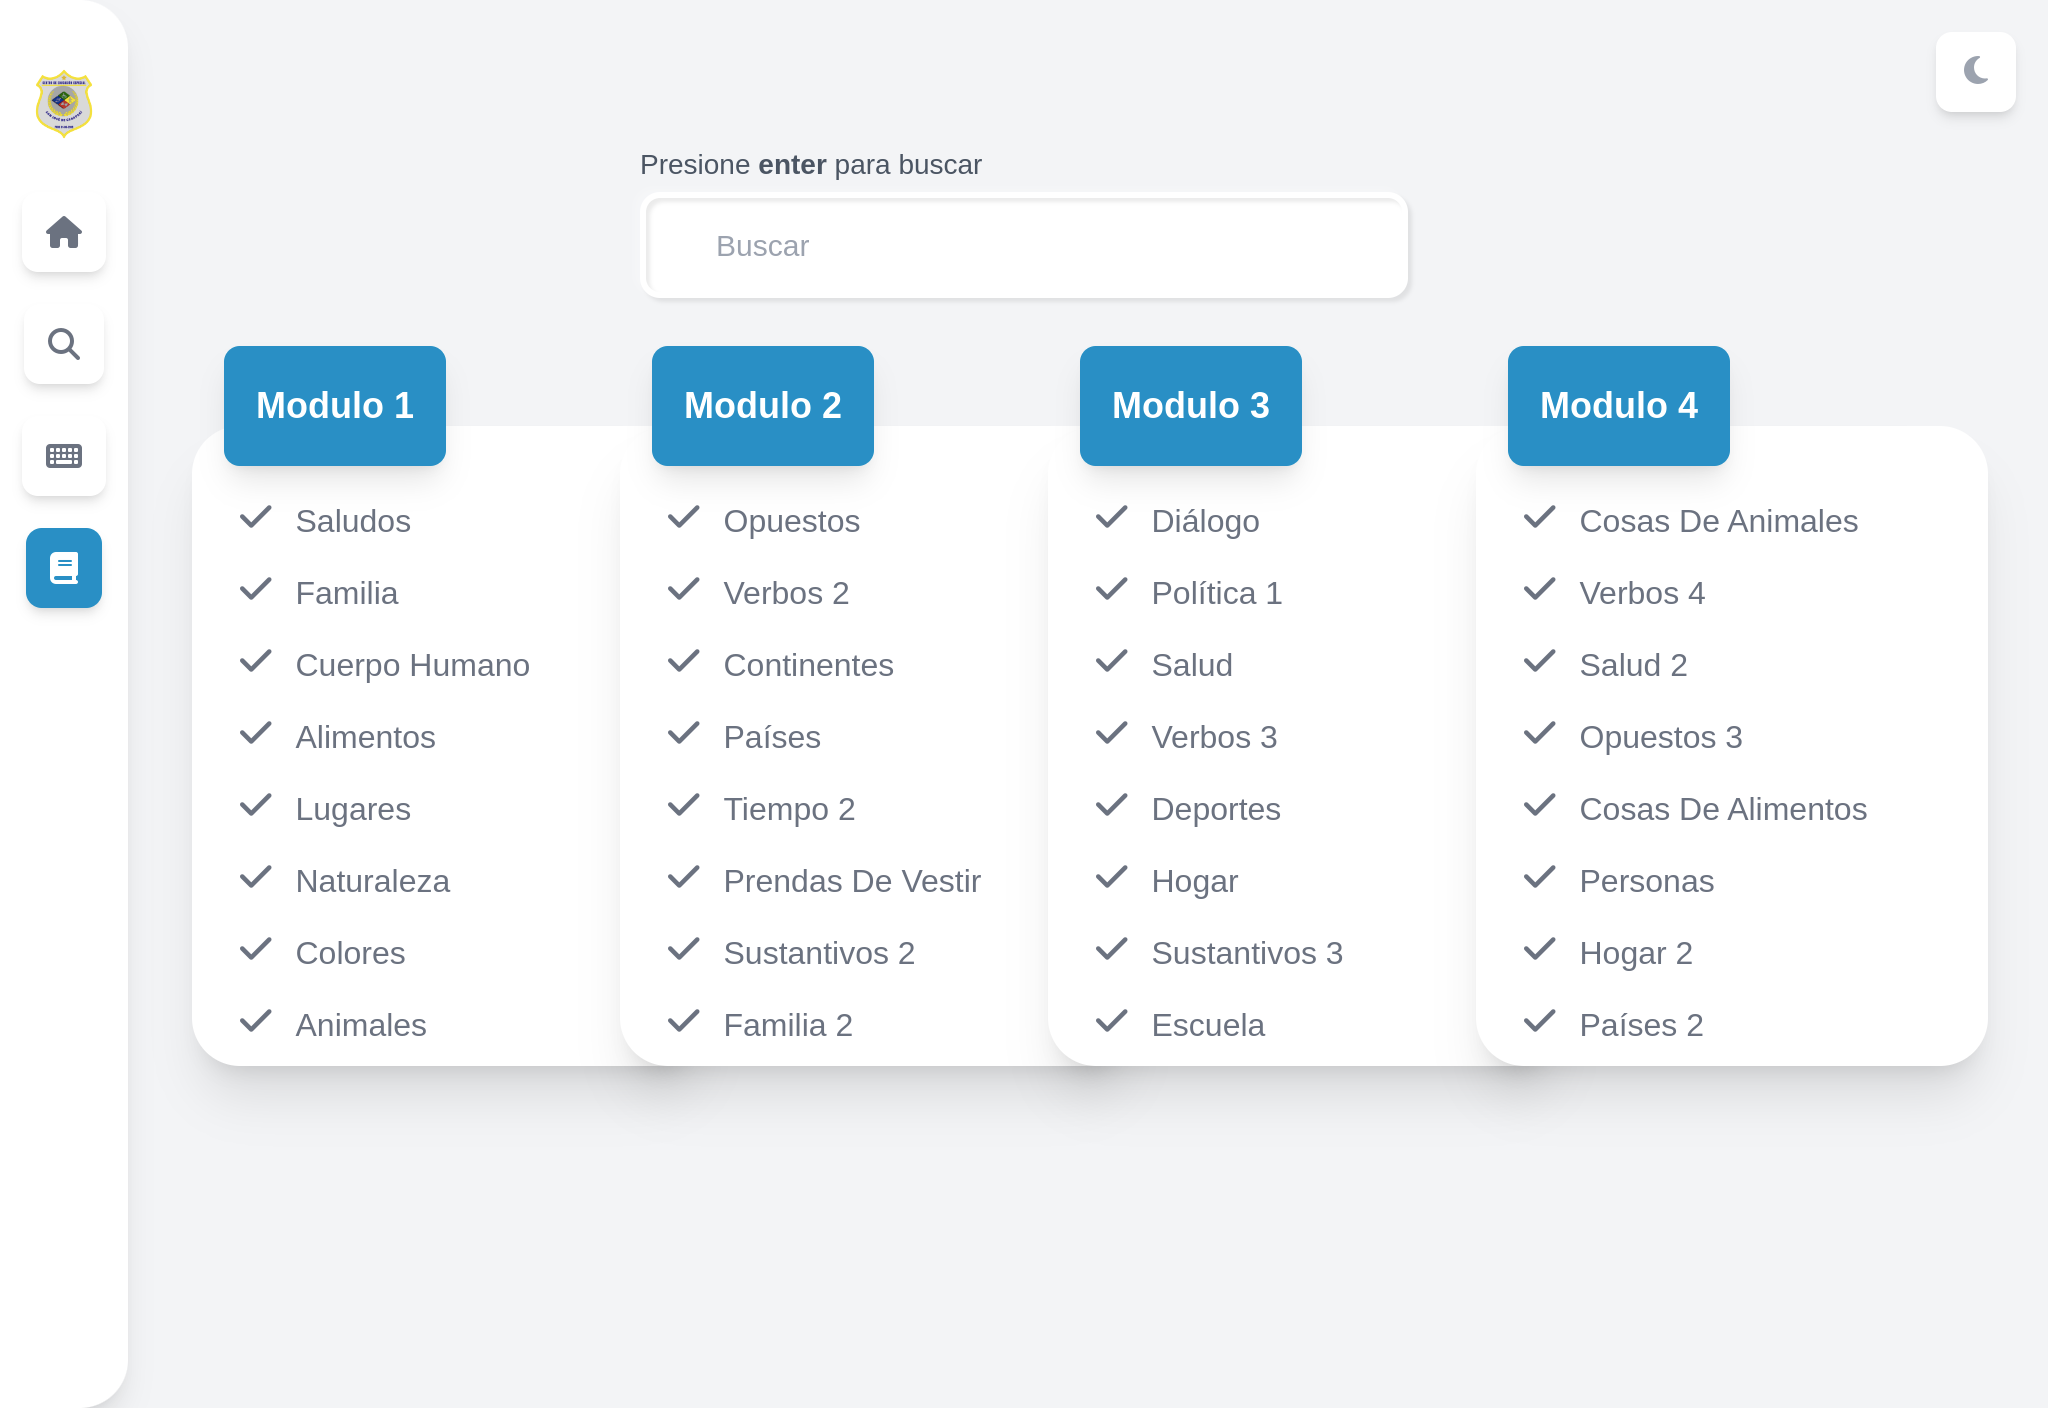 Presione enter para buscar
Buscar
Modulo 1
Saludos
Familia
Cuerpo Humano
Alimentos
Lugares
Naturaleza
Colores
Animales
Modulo 2
Opuestos
Verbos 2
Continentes
Países
Tiempo 2
Prendas De Vestir
Sustantivos 2
Familia 2
Modulo 3
Diálogo
Política 1
Salud
Verbos 3
Deportes
Hogar
Sustantivos 3
Escuela
Modulo 4
Cosas De Animales
Verbos 4
Salud 2
Opuestos 3
Cosas De Alimentos
Personas
Hogar 2
Países 2